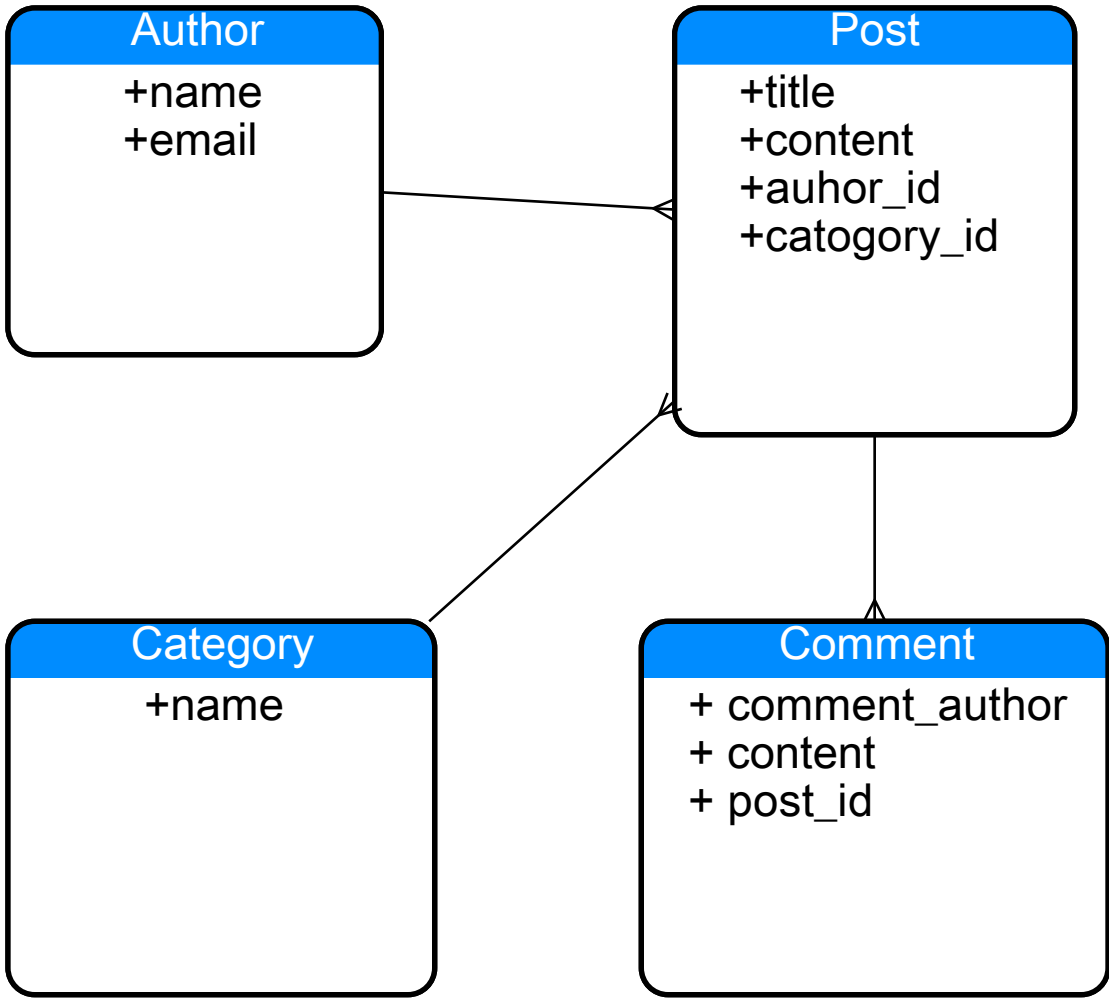 Author
+name
+email
Post
+title
+content
+auhor_id
+catogory_id
Category
+name
Comment
+ comment_author
+ content
+ post_id